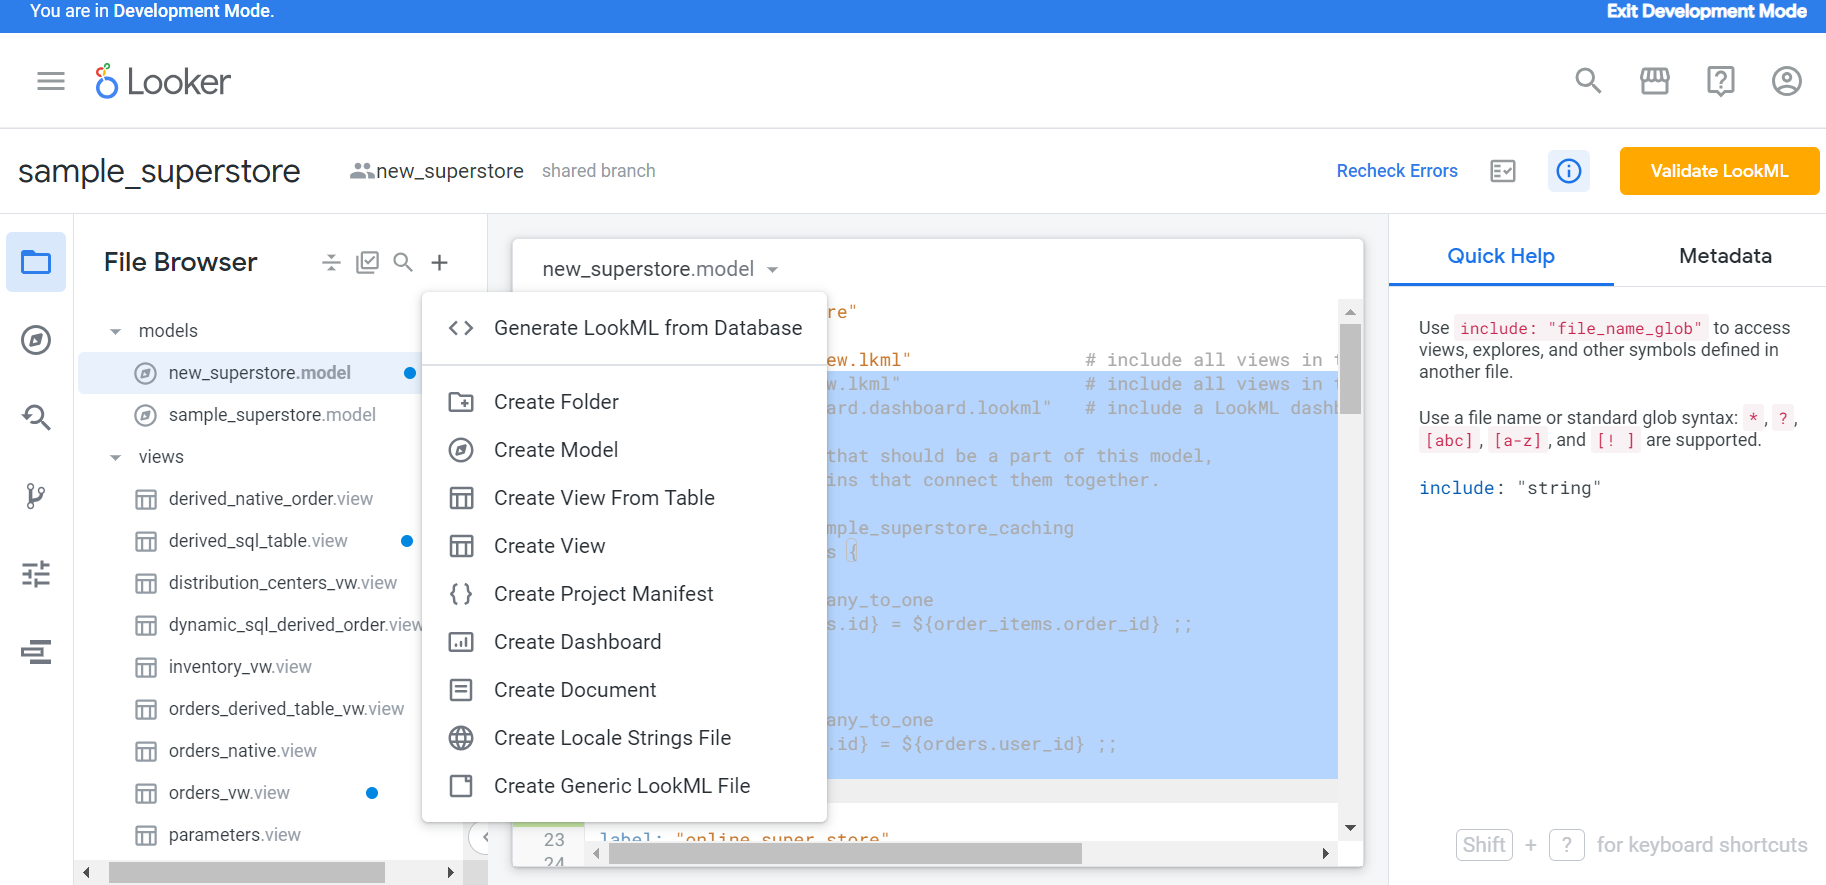 You are in Development Mode.
Exit Development Mode
Looker
sample_superstore
new_superstore
shared branch
Recheck Errors
Validate LookML
File Browser
models
new_superstore.model
sample_superstore.model
views
derived_native_order.view
derived_sql_table.view
distribution_centers_vw.view
dynamic_sql_derived_order.view
inventory_vw.view
orders_derived_table_vw.view
orders_native.view
orders_vw.view
parameters.view
new_superstore.model
Generate LookML from Database
Create Folder
Create Model
Create View From Table
Create View
Create Project Manifest
Create Dashboard
Create Document
Create Locale Strings File
Create Generic LookML File
re"
ew.lkml" # include all views in t
w.lkml" # include all views in t
ard.dashboard.lookml" # include a LookML dashb
that should be a part of this model,
ins that connect them together.
mple_superstore_caching
s {
any_to_one
s.id} = ${order_items.order_id} ;;
any_to_one
.id} = ${orders.user_id} ;;
23 label: "online super store"
24
Quick Help
Metadata
Use include: "file_name_glob" to access
views, explores, and other symbols defined in
another file.
Use a file name or standard glob syntax: *, ?,
[abc], [a-z], and [! ] are supported.
include: "string"
Shift + ? for keyboard shortcuts